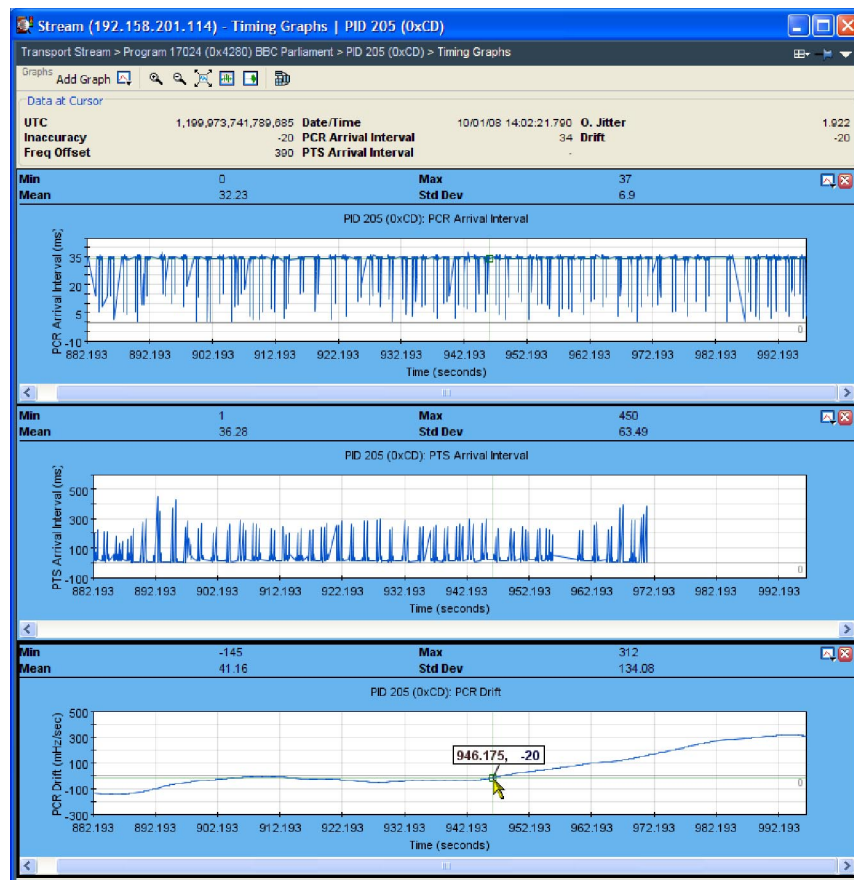 Stream (192.158.201.114) - Timing Graphs | PID 205 (0xCD)
Transport Stream > Program 17024 (0x4280) BBC Parliament > PID 205 (0xCD) > Timing Graphs
Graphs Add Graph
Data at Cursor
UTC 1,199,973,741,789,685 Date/Time 10/01/08 14:02:21.790 O. Jitter 1.922
Inaccuracy -20 PCR Arrival Interval 34 Drift -20
Freq Offset 390 PTS Arrival Interval -
Min 0 Max 37
Mean 32.23 Std Dev 6.9
PID 205 (0xCD): PCR Arrival Interval
PCR Arrival Interval (ms)
35
20
5
-10
0
882.193 892.193 902.193 912.193 922.193 932.193 942.193 952.193 962.193 972.193 982.193 992.193
Time (seconds)
Min 1 Max 450
Mean 36.28 Std Dev 63.49
PID 205 (0xCD): PTS Arrival Interval
PTS Arrival Interval (ms)
500
300
100
-100
0
882.193 892.193 902.193 912.193 922.193 932.193 942.193 952.193 962.193 972.193 982.193 992.193
Time (seconds)
Min -145 Max 312
Mean 41.16 Std Dev 134.08
PID 205 (0xCD): PCR Drift
PCR Drift (mHz/sec)
500
300
100
-100
-300
946.175, -20
0
882.193 892.193 902.193 912.193 922.193 932.193 942.193 952.193 962.193 972.193 982.193 992.193
Time (seconds)